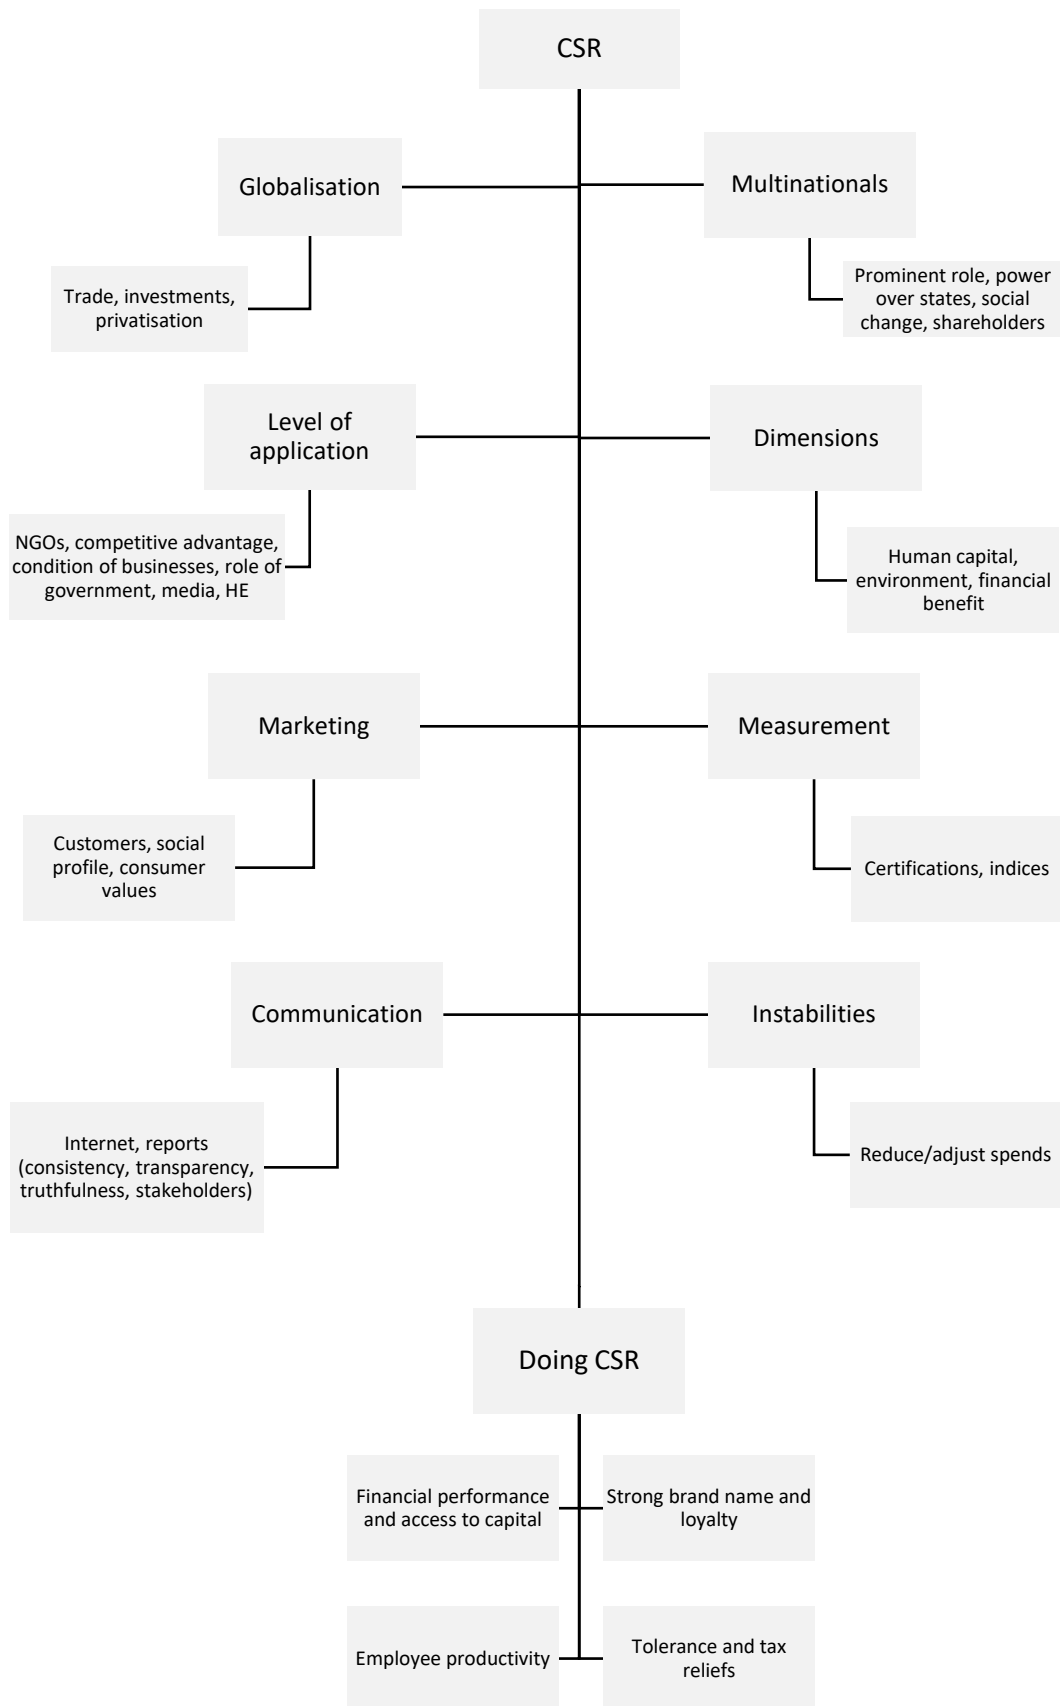 CSR
Globalisation
Multinationals
Trade, investments,
privatisation
Prominent role, power
over states, social
change, shareholders
Level of
application
Dimensions
NGOs, competitive advantage,
condition of businesses, role of
government, media, HE
Human capital,
environment, financial
benefit
Marketing
Measurement
Customers, social
profile, consumer
values
Certifications, indices
Communication
Instabilities
Internet, reports
(consistency, transparency,
truthfulness, stakeholders)
Reduce/adjust spends
Doing CSR
Financial performance
and access to capital
Strong brand name and
loyalty
Employee productivity
Tolerance and tax
reliefs